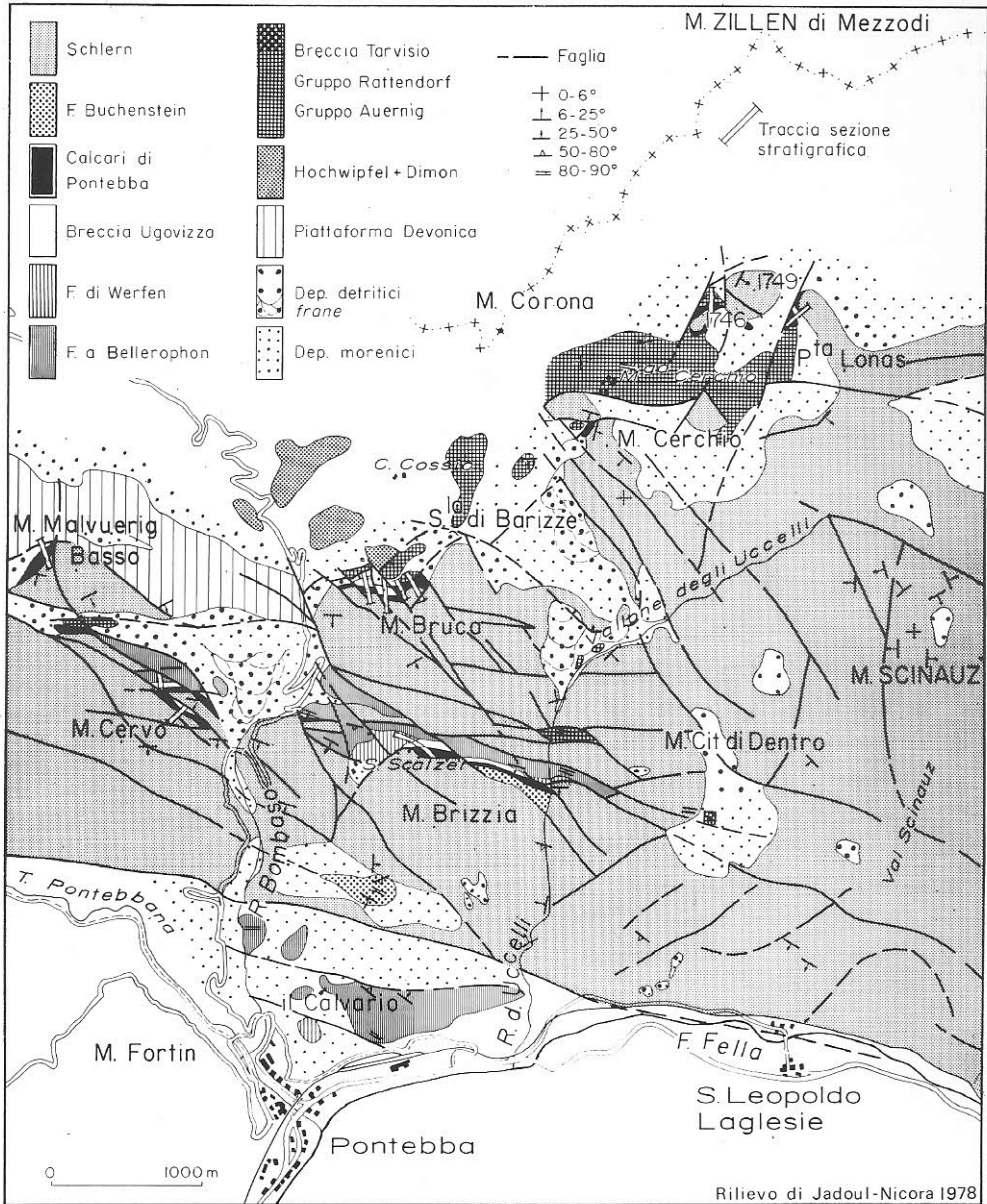 M. ZILLEN di Mezzodi
Schlern
F. Buchenstein
Calcari di
Pontebba
Breccia Ugovizza
F. di Werfen
F. a Bellerophon
Breccia Tarvisio
Gruppo Rattendorf
Gruppo Auernig
Hochwipfel + Dimon
Piattaforma Devonica
Dep. detritici
frane
Dep. morenici
Faglia
0-6°
6-25°
25-50°
50-80°
80-90°
Traccia sezione
stratigrafica
M. Corona
1749
1746
Pta Lonas
Cerchio
M. Cerchio
C. Cossio
Sla di Barizze
M. Malvuerig
Basso
degli Uccelli
M. Bruca
M. SCINAUZ
M. Cervo
M. Cit di Dentro
S. Scalzer
M. Brizzia
R. Bombaso
Val Scinauz
T. Pontebbana
R. d. Uccelli
il Calvario
M. Fortin
F. Fella
S. Leopoldo
Laglesie
Pontebba
0 1000 m
Rilievo di Jadoul-Nicora 1978